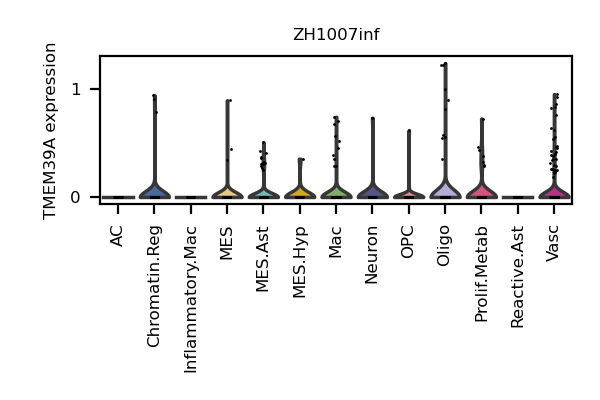 ZH1007inf
TMEM39A expression
1
0
AC
Chromatin.Reg
Inflammatory.Mac
MES
MES.Ast
MES.Hyp
Mac
Neuron
OPC
Oligo
Prolif.Metab
Reactive.Ast
Vasc